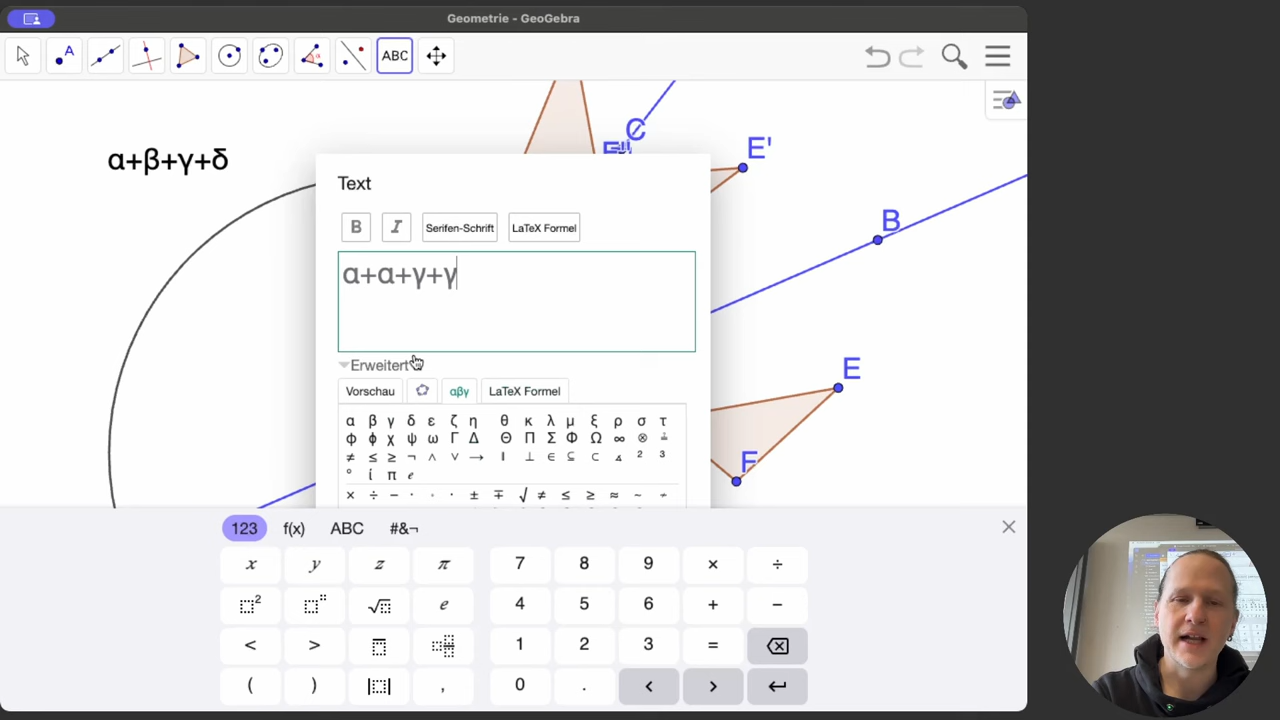 Geometrie - GeoGebra
A
ABC
α+β+γ+δ
C
E'
B
E
F
Text
B I Serifen-Schrift LaTeX Formel
α+α+γ+γ
Erweitert
Vorschau αβγ LaTeX Formel
α β γ δ ε ζ η θ κ λ μ ξ ρ σ τ
φ ϕ χ ψ ω Γ Δ Θ Π Σ Φ Ω ∞ ⊗ ≟
≠ ≤ ≥ ¬ ∧ ∨ → ∥ ⊥ ∈ ⊆ ⊂ ∡ ² ³
° í π ℯ
× ÷ − · ◦ · ± ∓ √ ≠ ≤ ≥ ≈ ~ ≁
123 f(x) ABC #&¬
x y z π 7 8 9 × ÷
2 √ e 4 5 6 + −
< > 1 2 3 =
( ) , 0 . < >